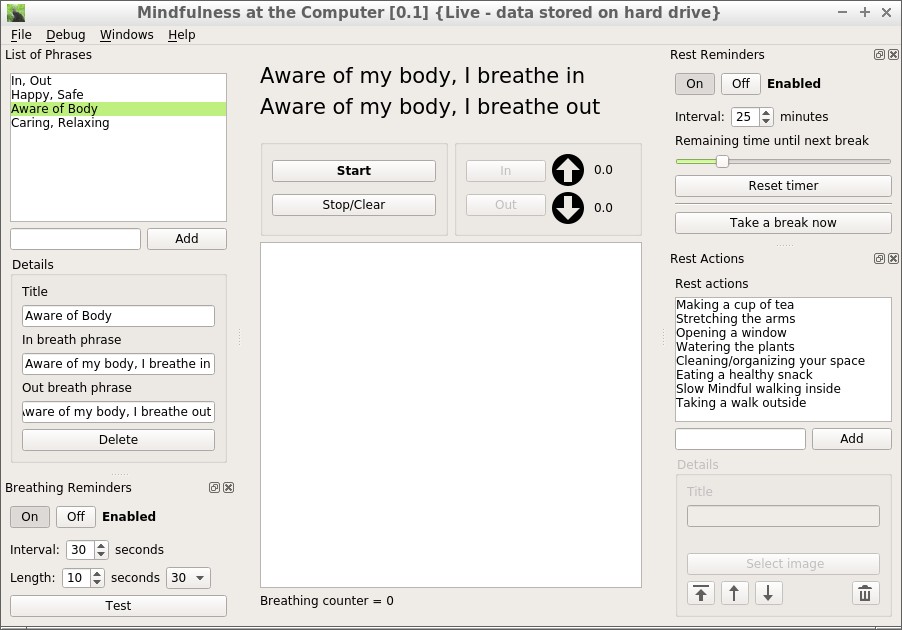 Mindfulness at the Computer [0.1] {Live - data stored on hard drive}
File Debug Windows Help
List of Phrases
In, Out
Happy, Safe
Aware of Body
Caring, Relaxing
Add
Details
Title
Aware of Body
In breath phrase
Aware of my body, I breathe in
Out breath phrase
ware of my body, I breathe out
Delete
Breathing Reminders
On Off Enabled
Interval: 30 seconds
Length: 10 seconds 30
Test
Aware of my body, I breathe in
Aware of my body, I breathe out
Start
Stop/Clear
In 0.0
Out 0.0
Breathing counter = 0
Rest Reminders
On Off Enabled
Interval: 25 minutes
Remaining time until next break
Reset timer
Take a break now
Rest Actions
Rest actions
Making a cup of tea
Stretching the arms
Opening a window
Watering the plants
Cleaning/organizing your space
Eating a healthy snack
Slow Mindful walking inside
Taking a walk outside
Add
Details
Title
Select image